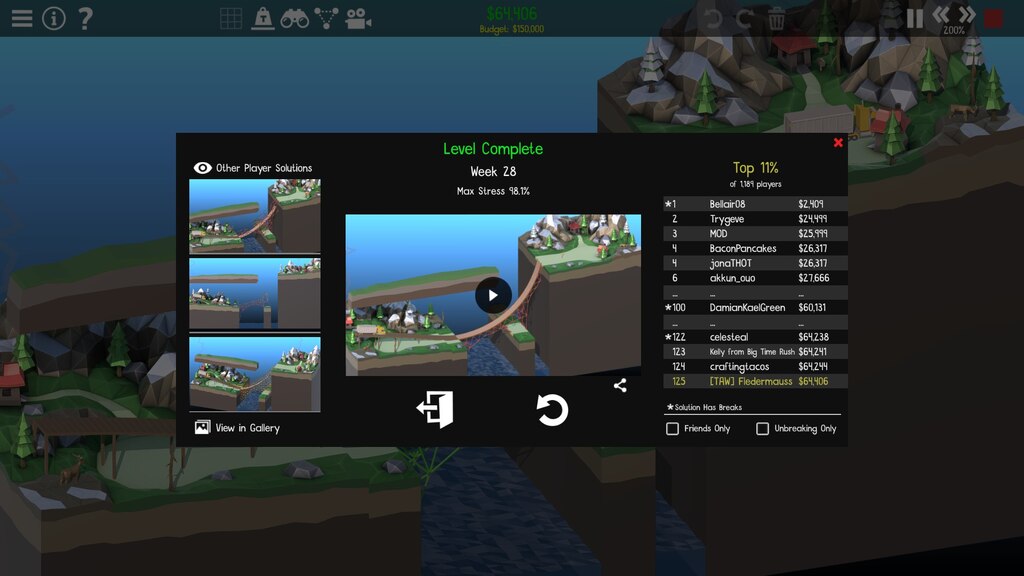 $64,406
Budget: $150,000
200%
Level Complete
Week 28
Max Stress 98.1%
Other Player Solutions
View in Gallery
Top 11%
of 1,189 players
*1 Bellair08 $2,409
2 Trygeve $24,499
3 MOD $25,999
4 BaconPancakes $26,317
4 jonaTHOT $26,317
6 akkun_ouo $27,666
... ... ...
*100 DamianKaelGreen $60,131
... ... ...
*122 celesteal $64,238
123 Kelly from Big Time Rush $64,241
124 craftingtacos $64,244
125 [TAW] Fledermauss $64,406
*Solution Has Breaks
Friends Only Unbreaking Only